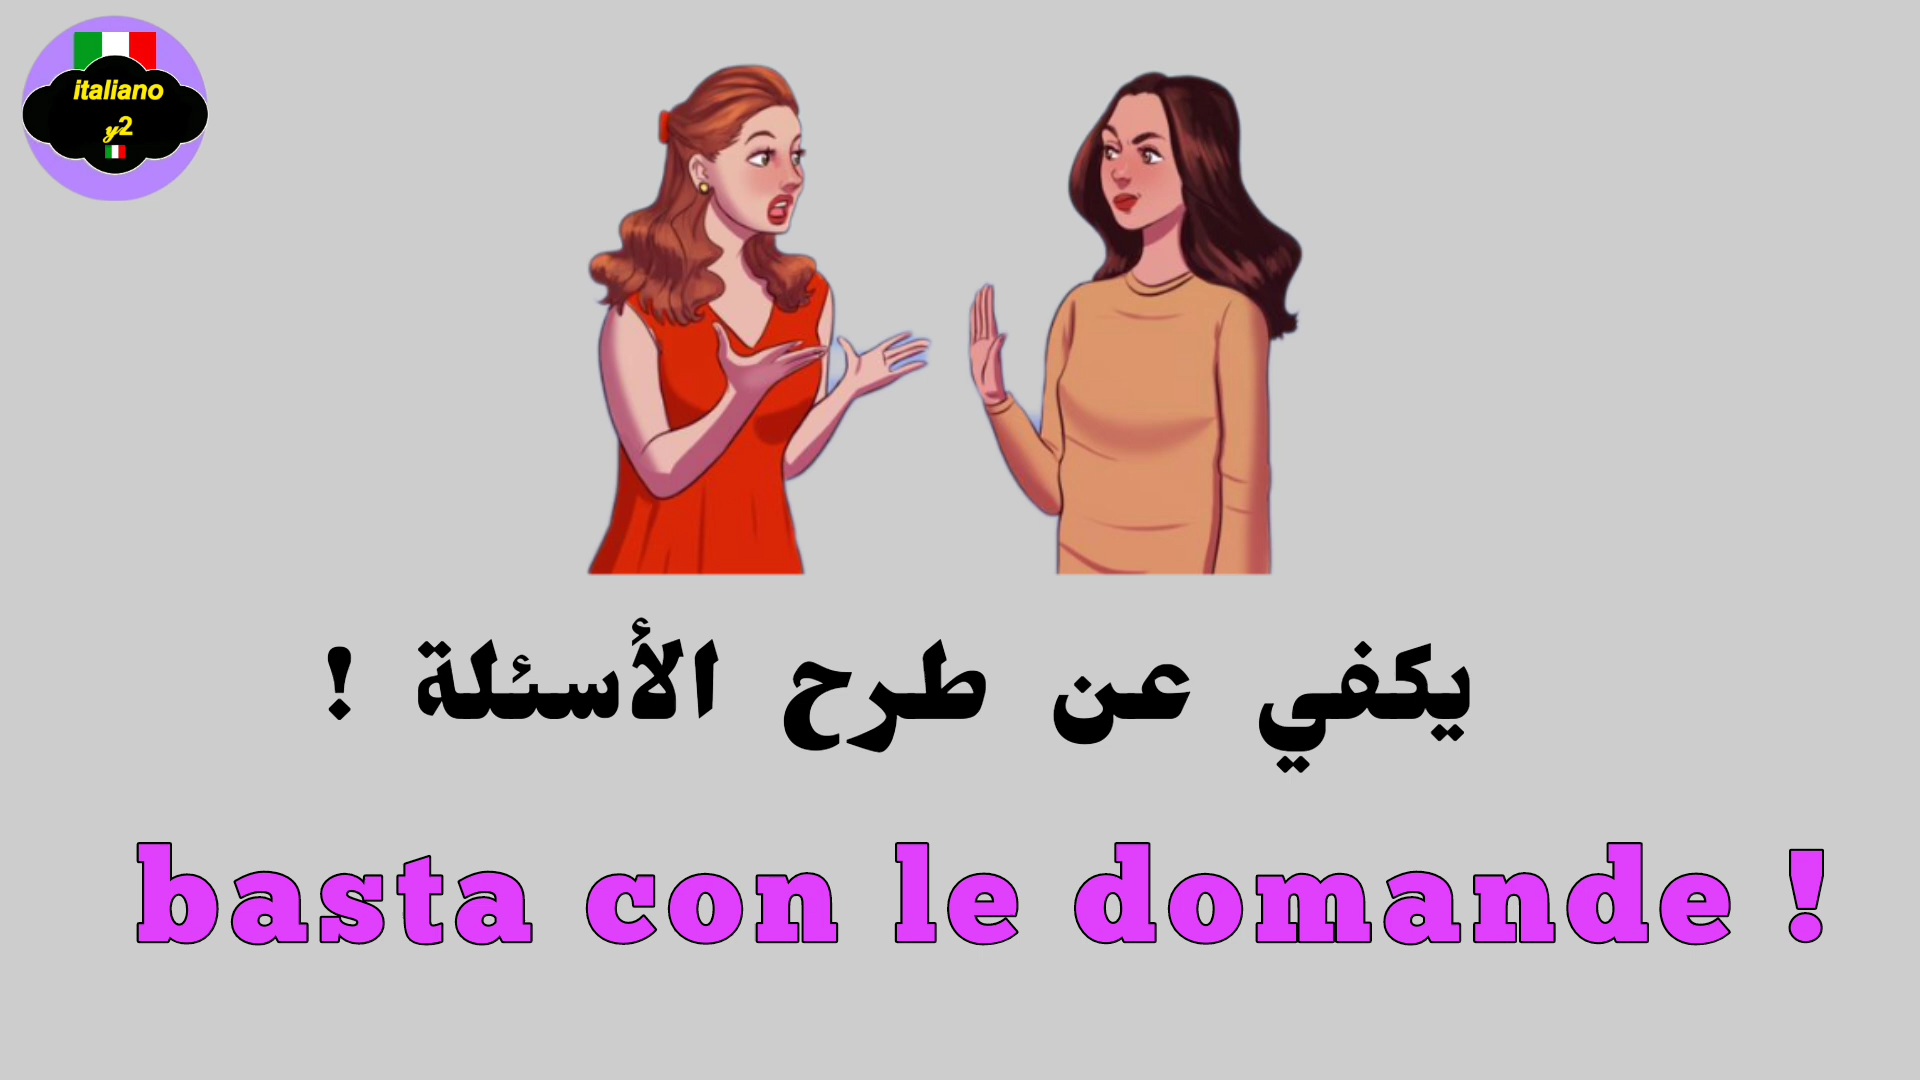 italiano
y2
يكفي عن طرح الأسئلة !
basta con le domande !